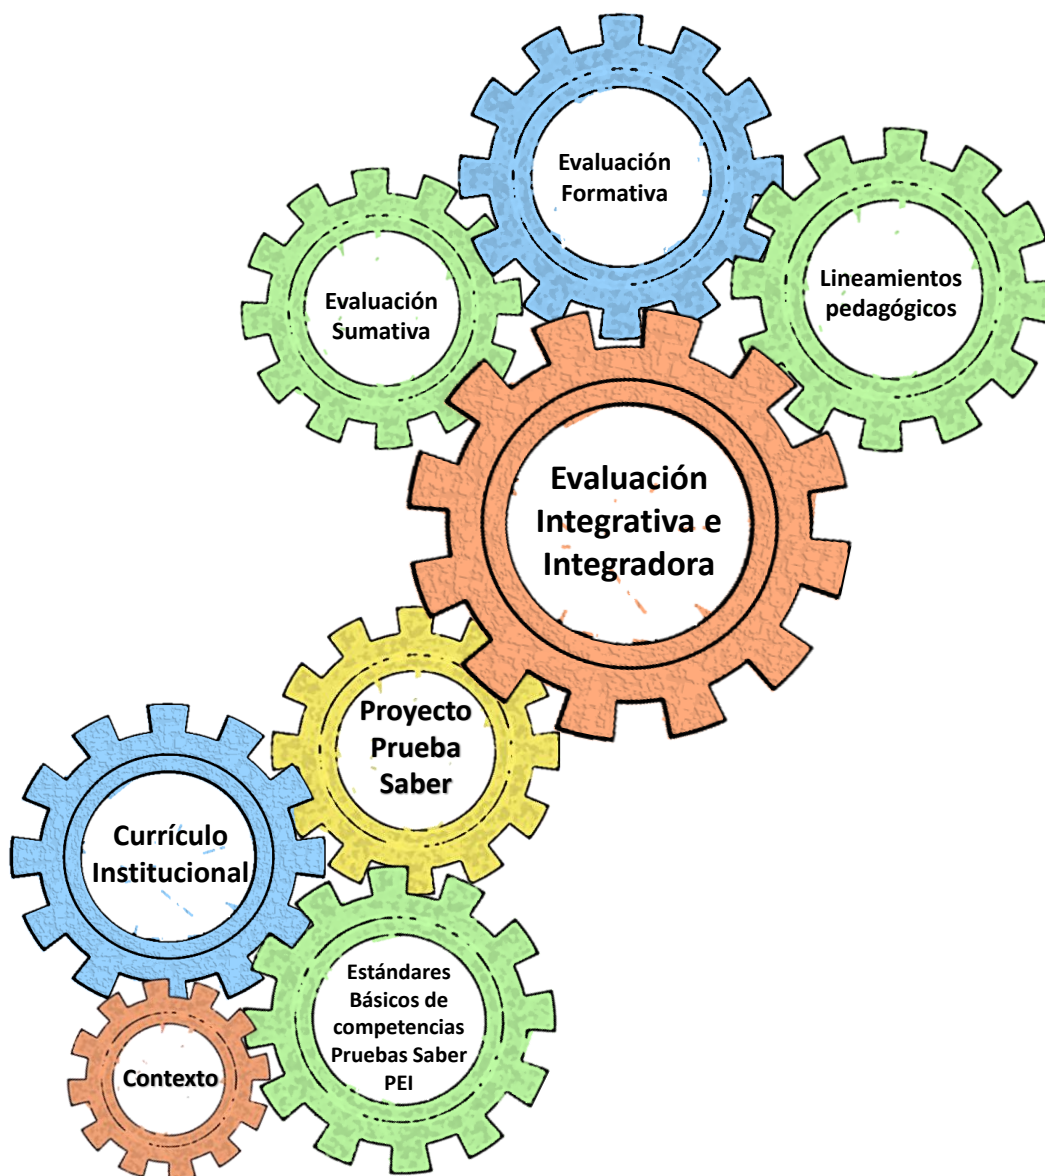 Evaluación
Formativa
Lineamientos
pedagógicos
Evaluación
Sumativa
Evaluación
Integrativa e
Integradora
Proyecto
Prueba
Saber
Currículo
Institucional
Estándares
Básicos de
competencias
Pruebas Saber
PEI
Contexto